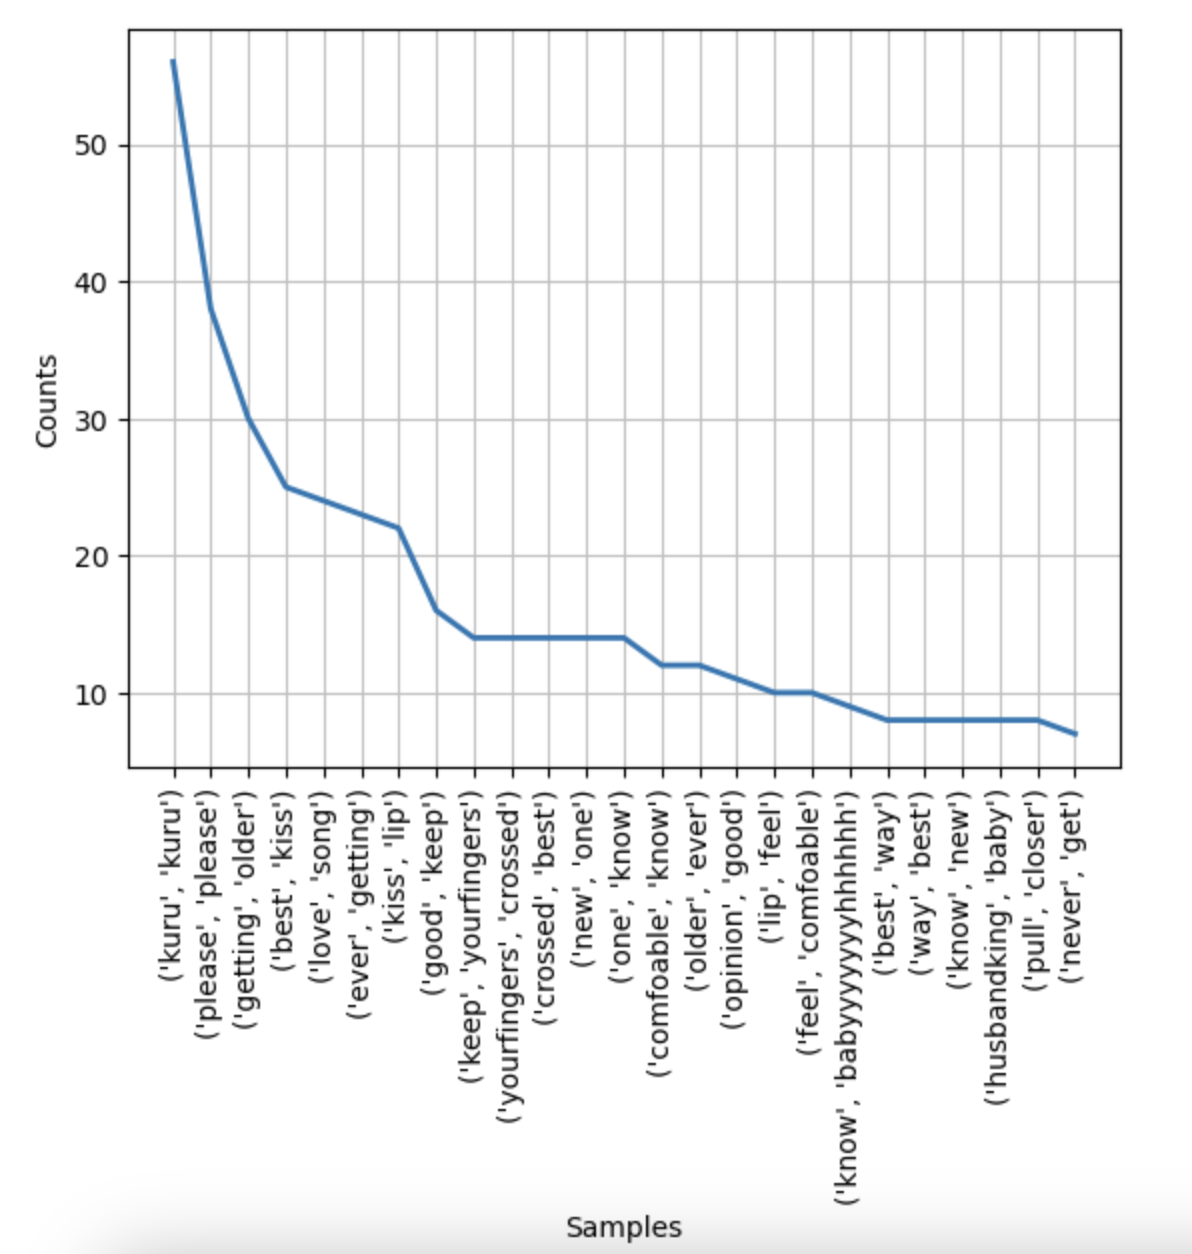 50
40
30
20
10
Counts
('kuru', 'kuru')
('please', 'please')
('getting', 'older')
('best', 'kiss')
('love', 'song')
('ever', 'getting')
('kiss', 'lip')
('good', 'keep')
('keep', 'yourfingers')
('yourfingers', 'crossed')
('crossed', 'best')
('new', 'one')
('one', 'know')
('comfoable', 'know')
('older', 'ever')
('opinion', 'good')
('lip', 'feel')
('feel', 'comfoable')
('know', 'babyyyyyyyhhhhhhh')
('best', 'way')
('way', 'best')
('know', 'new')
('husbandking', 'baby')
('pull', 'closer')
('never', 'get')
Samples